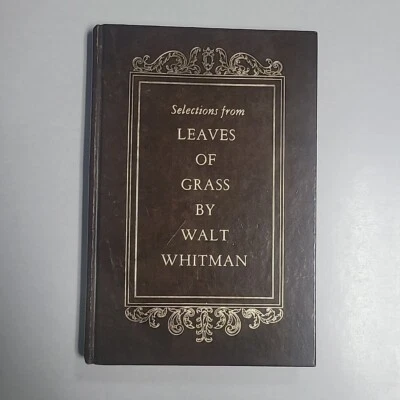 Selections from
LEAVES
OF
GRASS
BY
WALT
WHITMAN